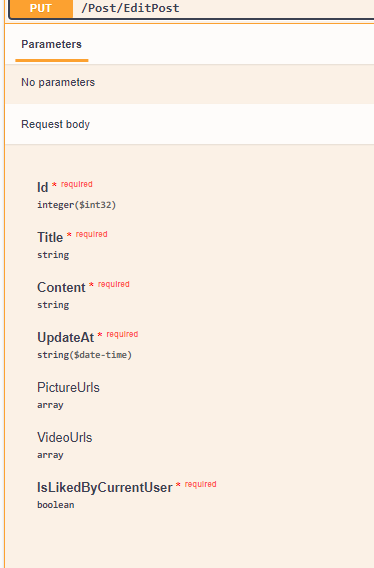 PUT /Post/EditPost
Parameters
No parameters
Request body
Id * required
integer($int32)
Title * required
string
Content * required
string
UpdateAt * required
string($date-time)
PictureUrls
array
VideoUrls
array
IsLikedByCurrentUser * required
boolean